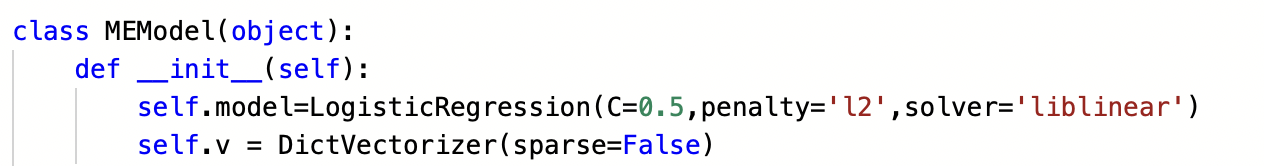 class MEModel(object):
    def __init__(self):
        self.model=LogisticRegression(C=0.5,penalty='l2',solver='liblinear')
        self.v = DictVectorizer(sparse=False)